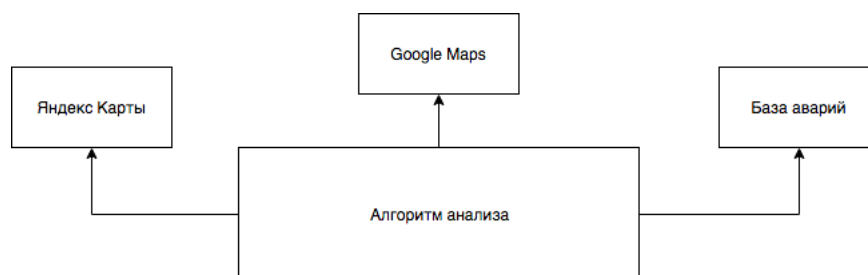 Google Maps
Яндекс Карты
База аварий
Алгоритм анализа